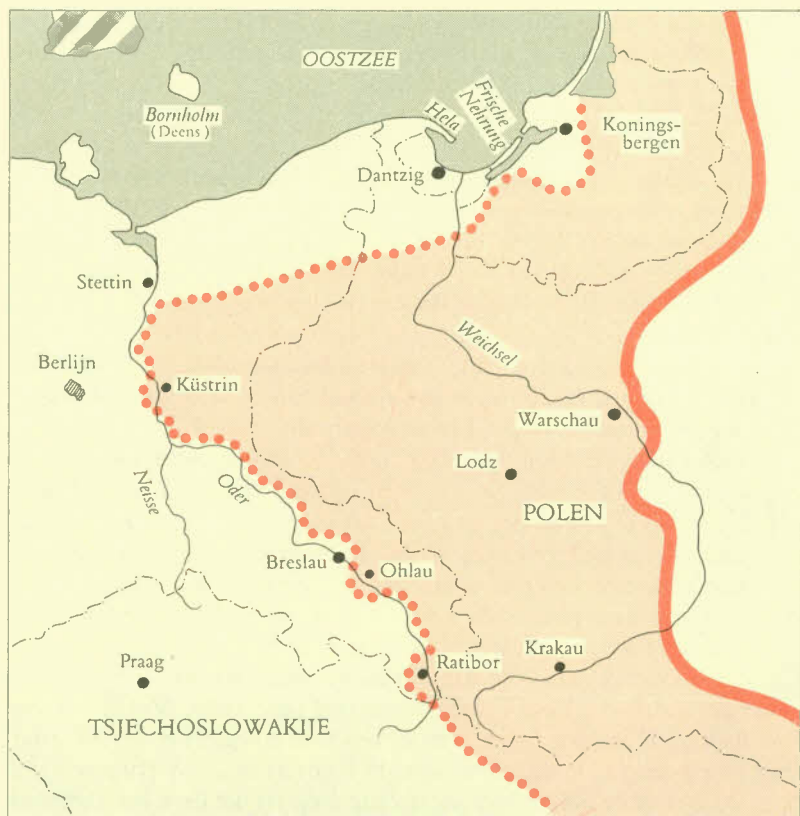 OOSTZEE
Bornholm
(Deens)
Hela
Frische
Nehrung
Konings-
bergen
Dantzig
Stettin
Weichsel
Berlijn
Küstrin
Warschau
Lodz
Neisse
Oder
POLEN
Breslau
Ohlau
Krakau
Praag
Ratibor
TSJECHOSLOWAKIJE